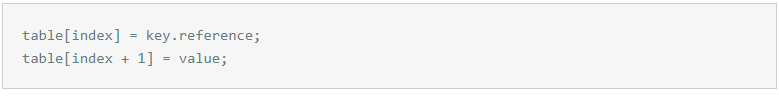 table[index] = key.reference;
table[index + 1] = value;